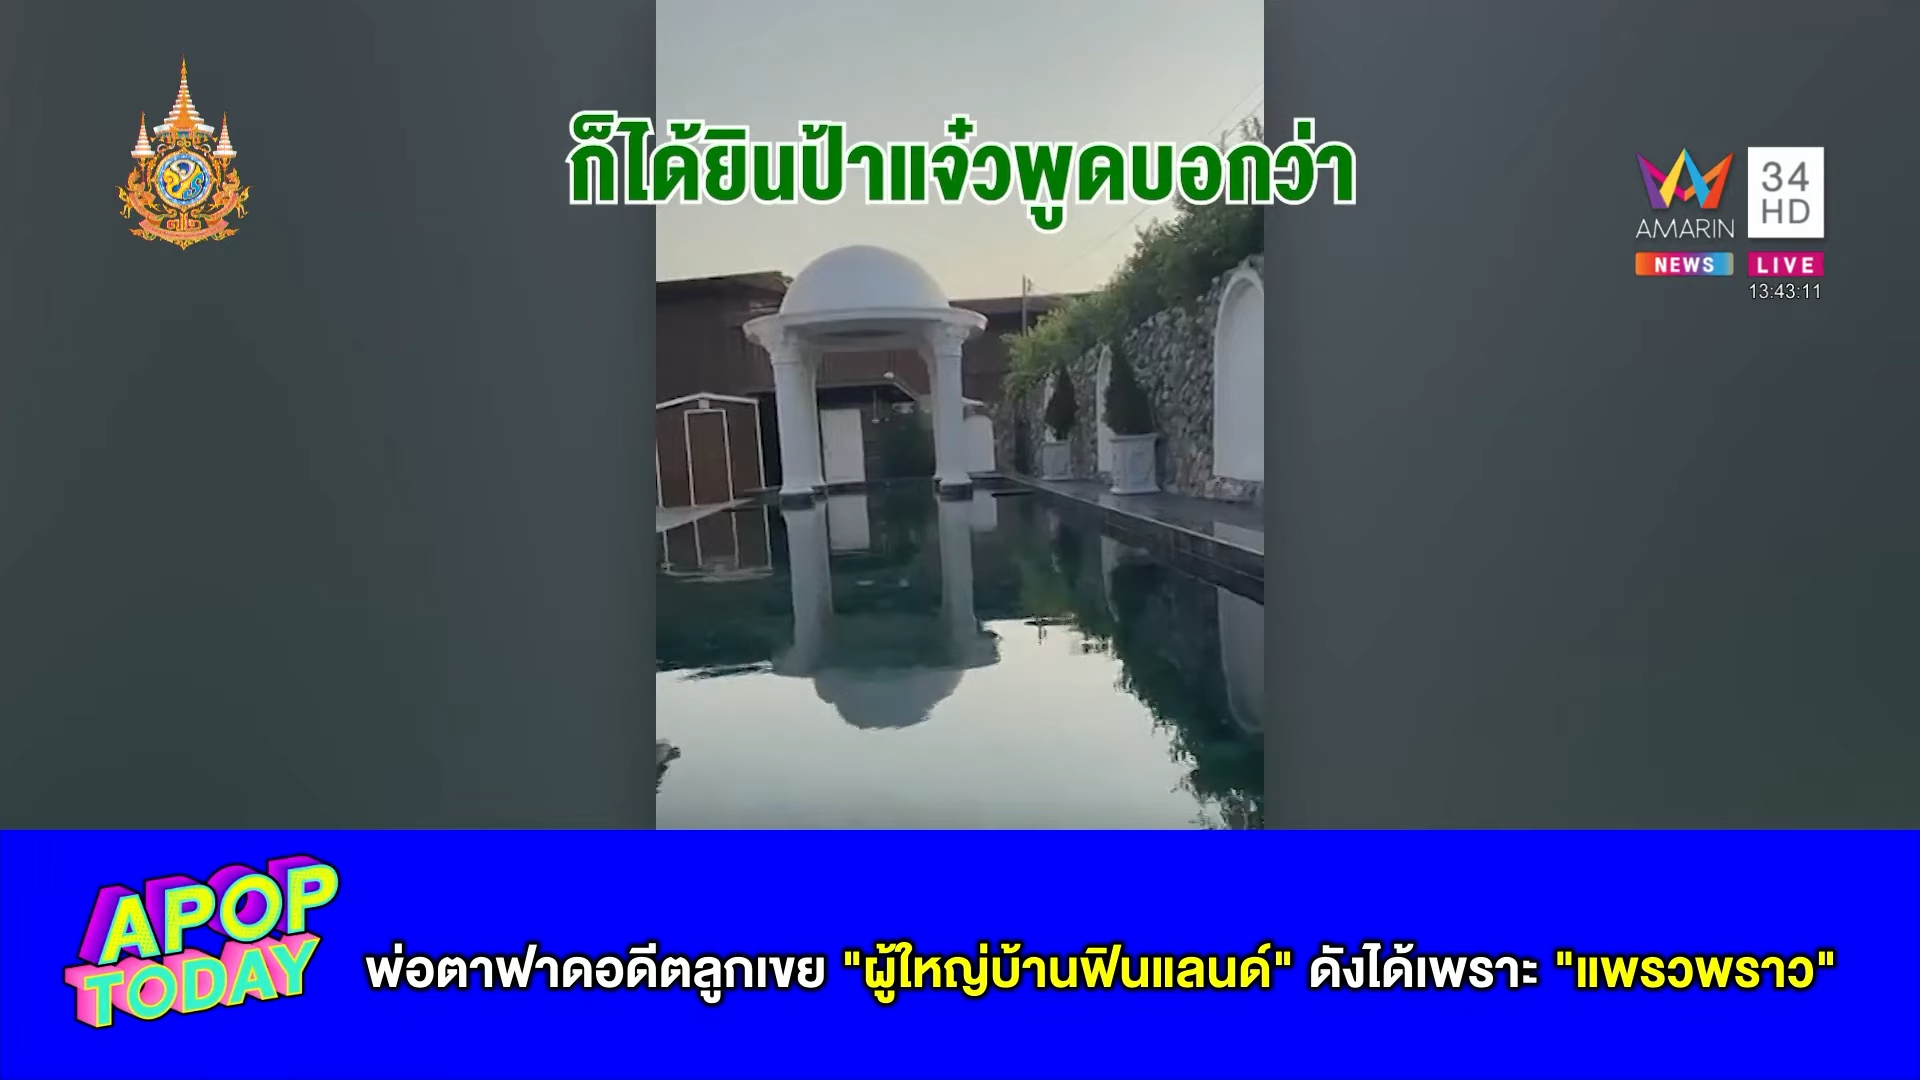 ก็ได้ยินป้าแจ๋วพูดบอกว่า
AMARIN
34
HD
NEWS
LIVE
13:43:11
APOP
TODAY
พ่อตาฟาดอดีตลูกเขย "ผู้ใหญ่บ้านฟินแลนด์" ดังได้เพราะ "แพรวพราว"